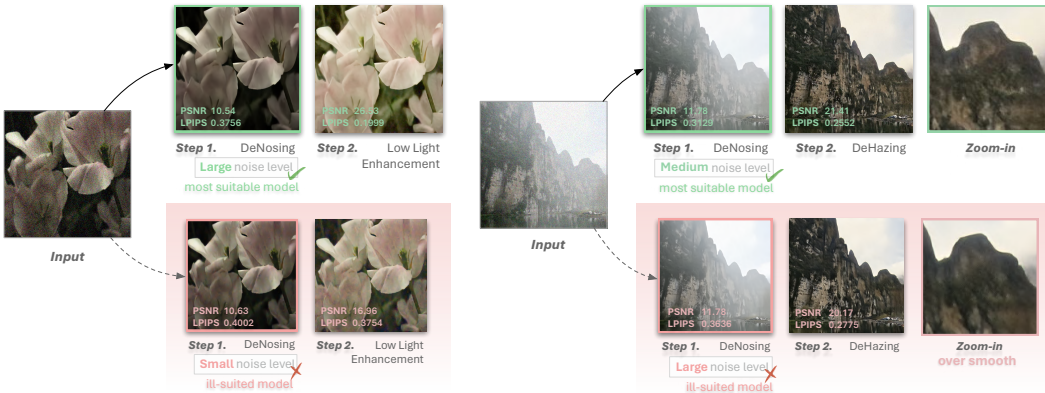 Input
PSNR 10.54
LPIPS 0.3756
Step 1. DeNosing
Large noise level
most suitable model
PSNR 26.53
LPIPS 0.1999
Step 2. Low Light
Enhancement
PSNR 10.63
LPIPS 0.4002
Step 1. DeNosing
Small noise level
ill-suited model
PSNR 16.96
LPIPS 0.3754
Step 2. Low Light
Enhancement
Input
PSNR 11.78
LPIPS 0.3129
Step 1. DeNosing
Medium noise level
most suitable model
PSNR 21.41
LPIPS 0.2552
Step 2. DeHazing
Zoom-in
PSNR 11.75
LPIPS 0.3636
Step 1. DeNosing
Large noise level
ill-suited model
PSNR 20.17
LPIPS 0.2775
Step 2. DeHazing
Zoom-in
over smooth